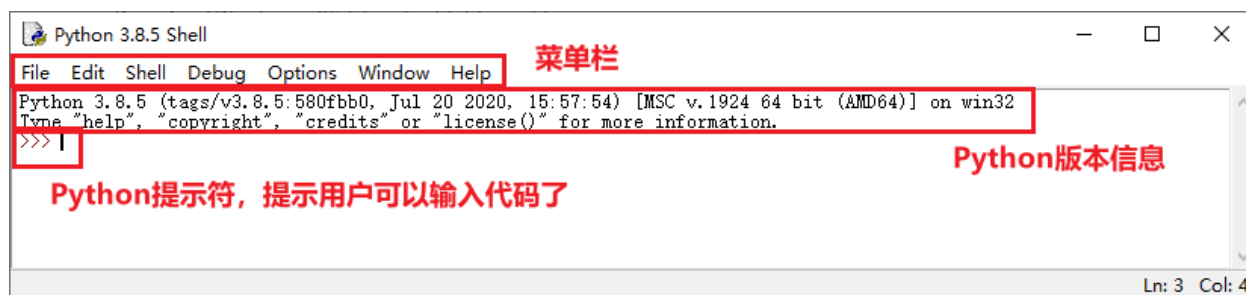 Python 3.8.5 Shell
File Edit Shell Debug Options Window Help
菜单栏
Python 3.8.5 (tags/v3.8.5:580fbb0, Jul 20 2020, 15:57:54) [MSC v.1924 64 bit (AMD64)] on win32
Type "help", "copyright", "credits" or "license()" for more information.
>>>
Python版本信息
Python提示符，提示用户可以输入代码了
Ln: 3 Col: 4